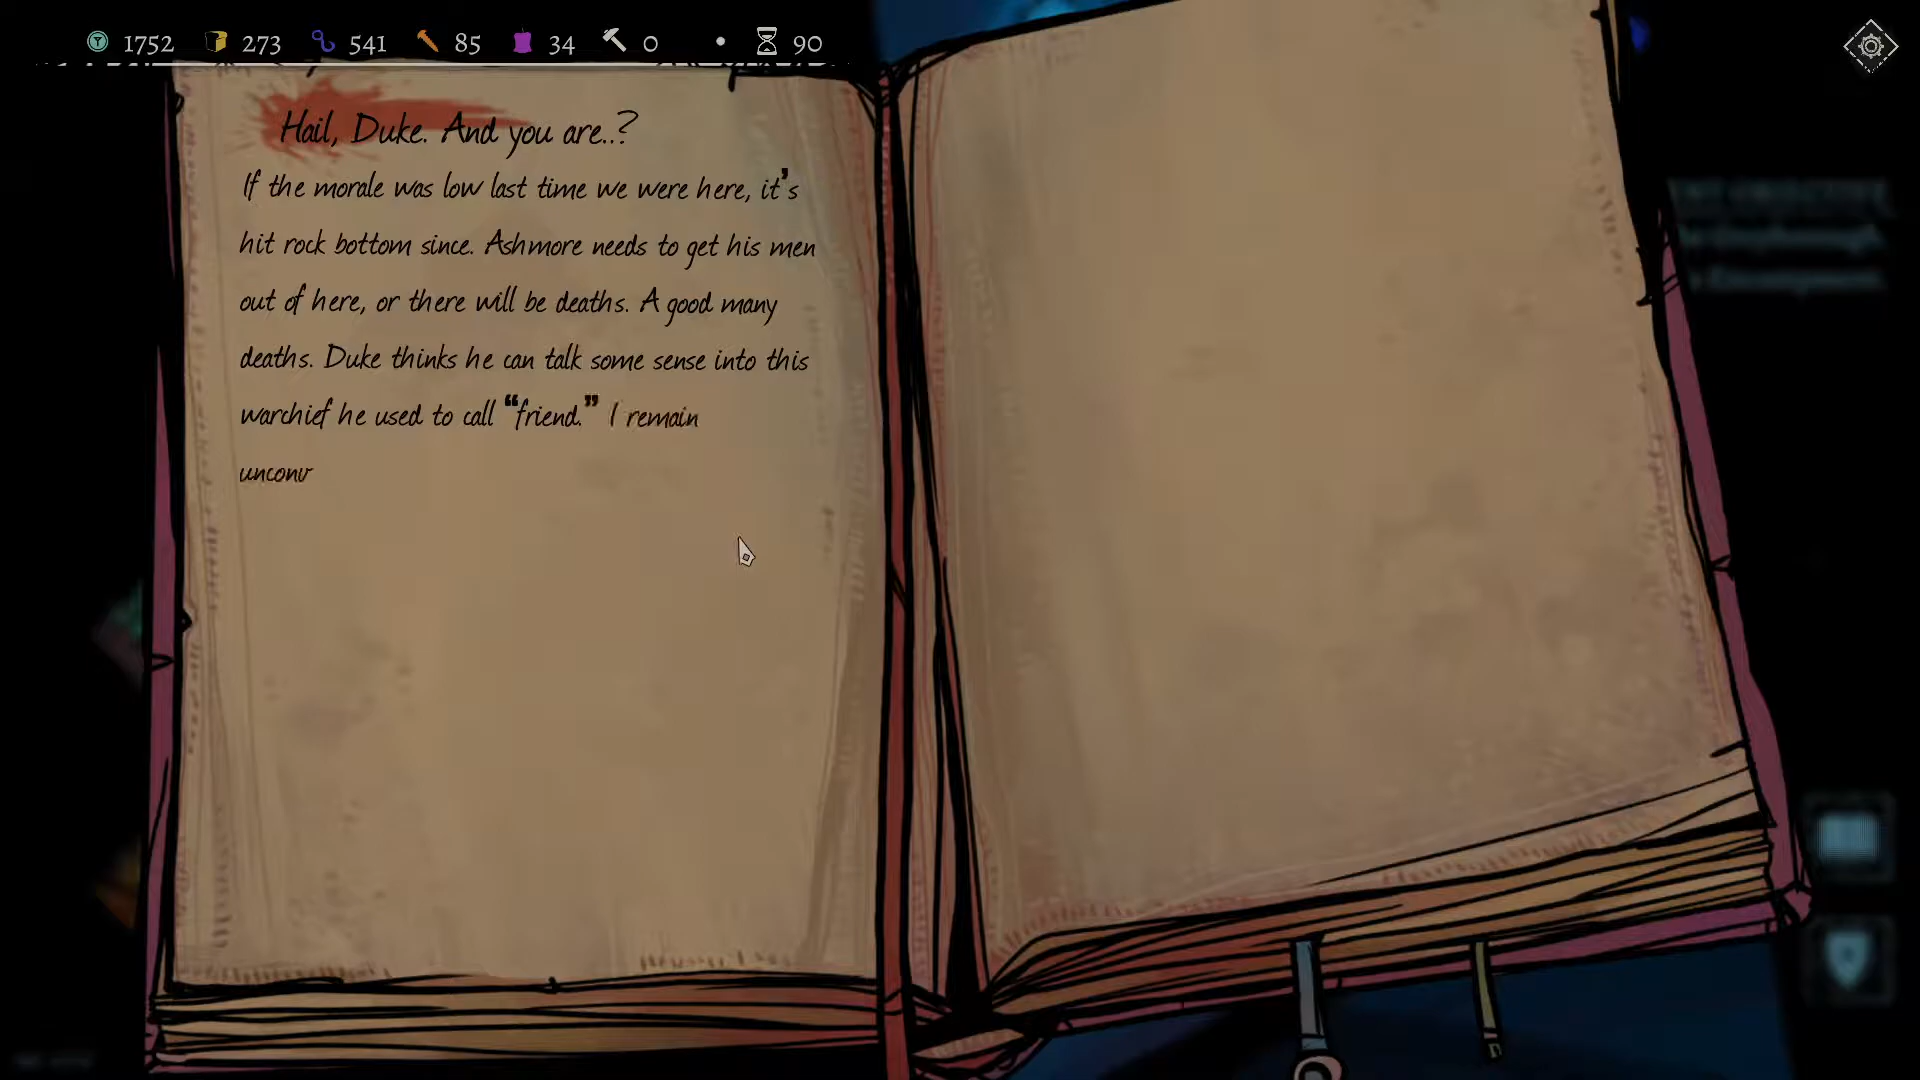 1752 273 541 85 34 0 • 90
Hail, Duke. And you are..?
If the morale was low last time we were here, it's
hit rock bottom since. Ashmore needs to get his men
out of here, or there will be deaths. A good many
deaths. Duke thinks he can talk some sense into this
warchief he used to call “friend.” I remain
unconv